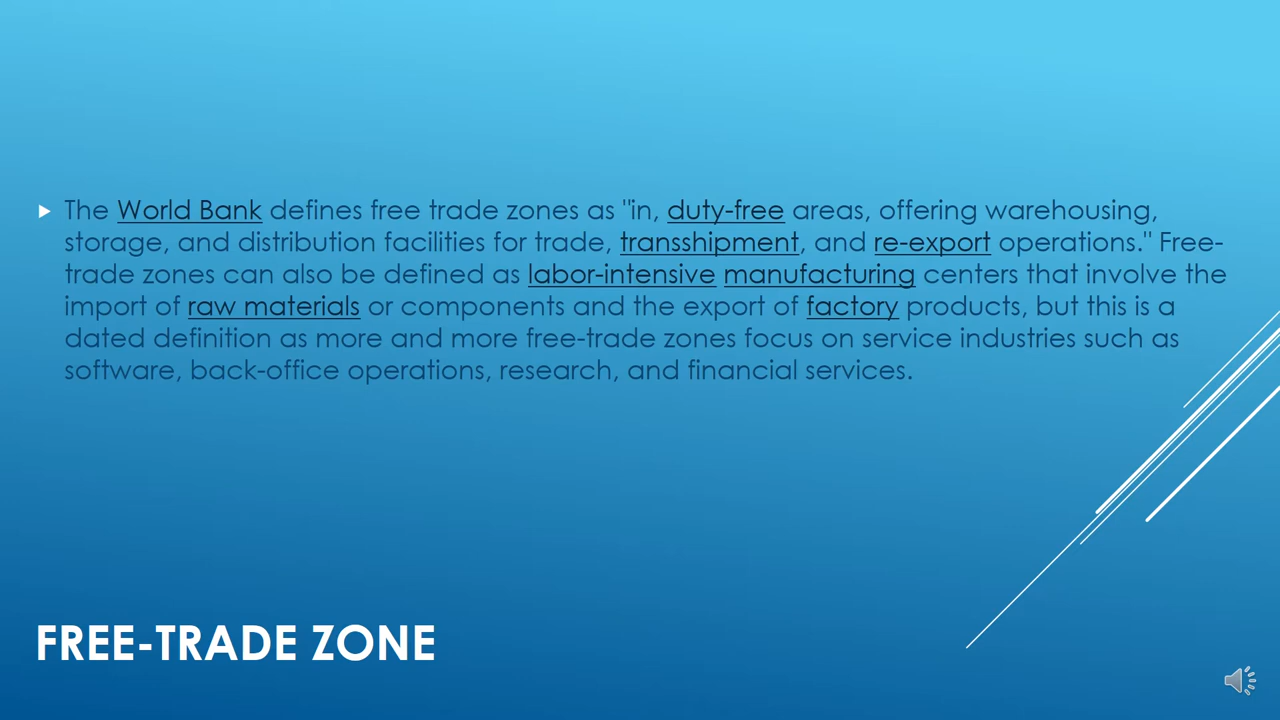 The World Bank defines free trade zones as "in, duty-free areas, offering warehousing,
storage, and distribution facilities for trade, transshipment, and re-export operations." Free-
trade zones can also be defined as labor-intensive manufacturing centers that involve the
import of raw materials or components and the export of factory products, but this is a
dated definition as more and more free-trade zones focus on service industries such as
software, back-office operations, research, and financial services.
FREE-TRADE ZONE